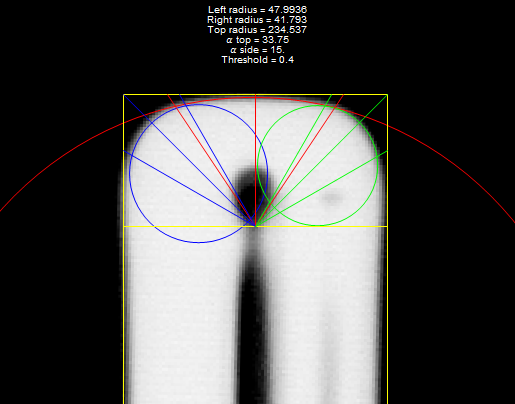 Left radius = 47.9936
Right radius = 41.793
Top radius = 234.537
α top = 33.75
α side = 15.
Threshold = 0.4